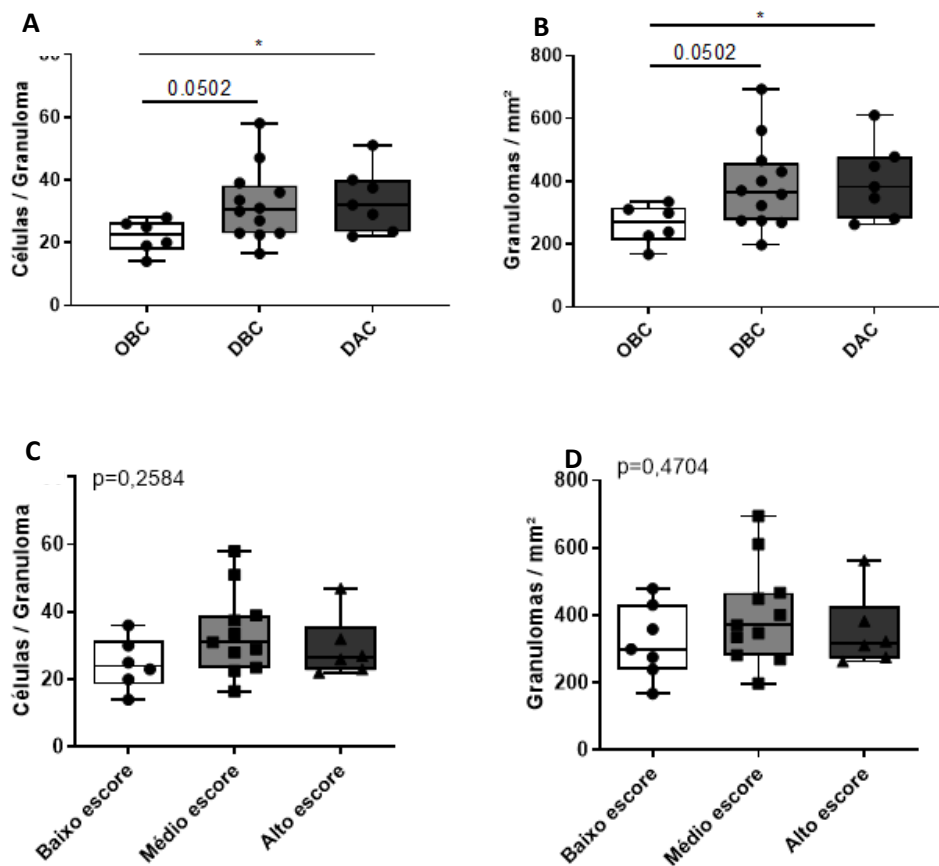 A
Células / Granuloma
60
40
20
0
*
0.0502
OBC
DBC
DAC
B
Granulomas / mm²
800
600
400
200
0
*
0.0502
OBC
DBC
DAC
C
p=0,2584
Células / Granuloma
60
40
20
0
Baixo escore
Médio escore
Alto escore
D
p=0,4704
Granulomas / mm²
800
600
400
200
0
Baixo escore
Médio escore
Alto escore